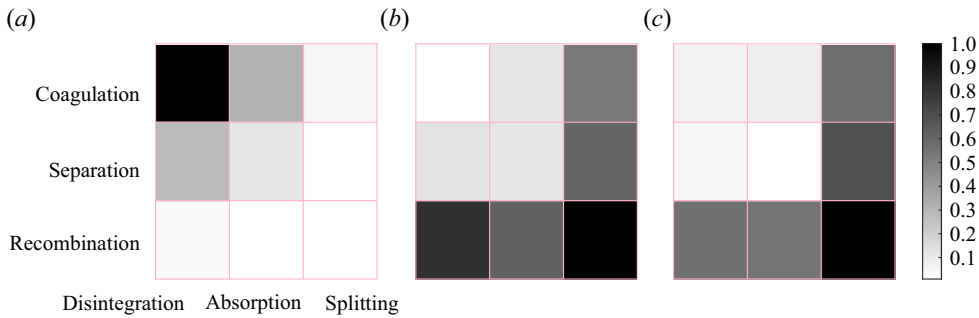 (a)
(b)
(c)
Coagulation
Separation
Recombination
Disintegration
Absorption
Splitting
1.0
0.9
0.8
0.7
0.6
0.5
0.4
0.3
0.2
0.1